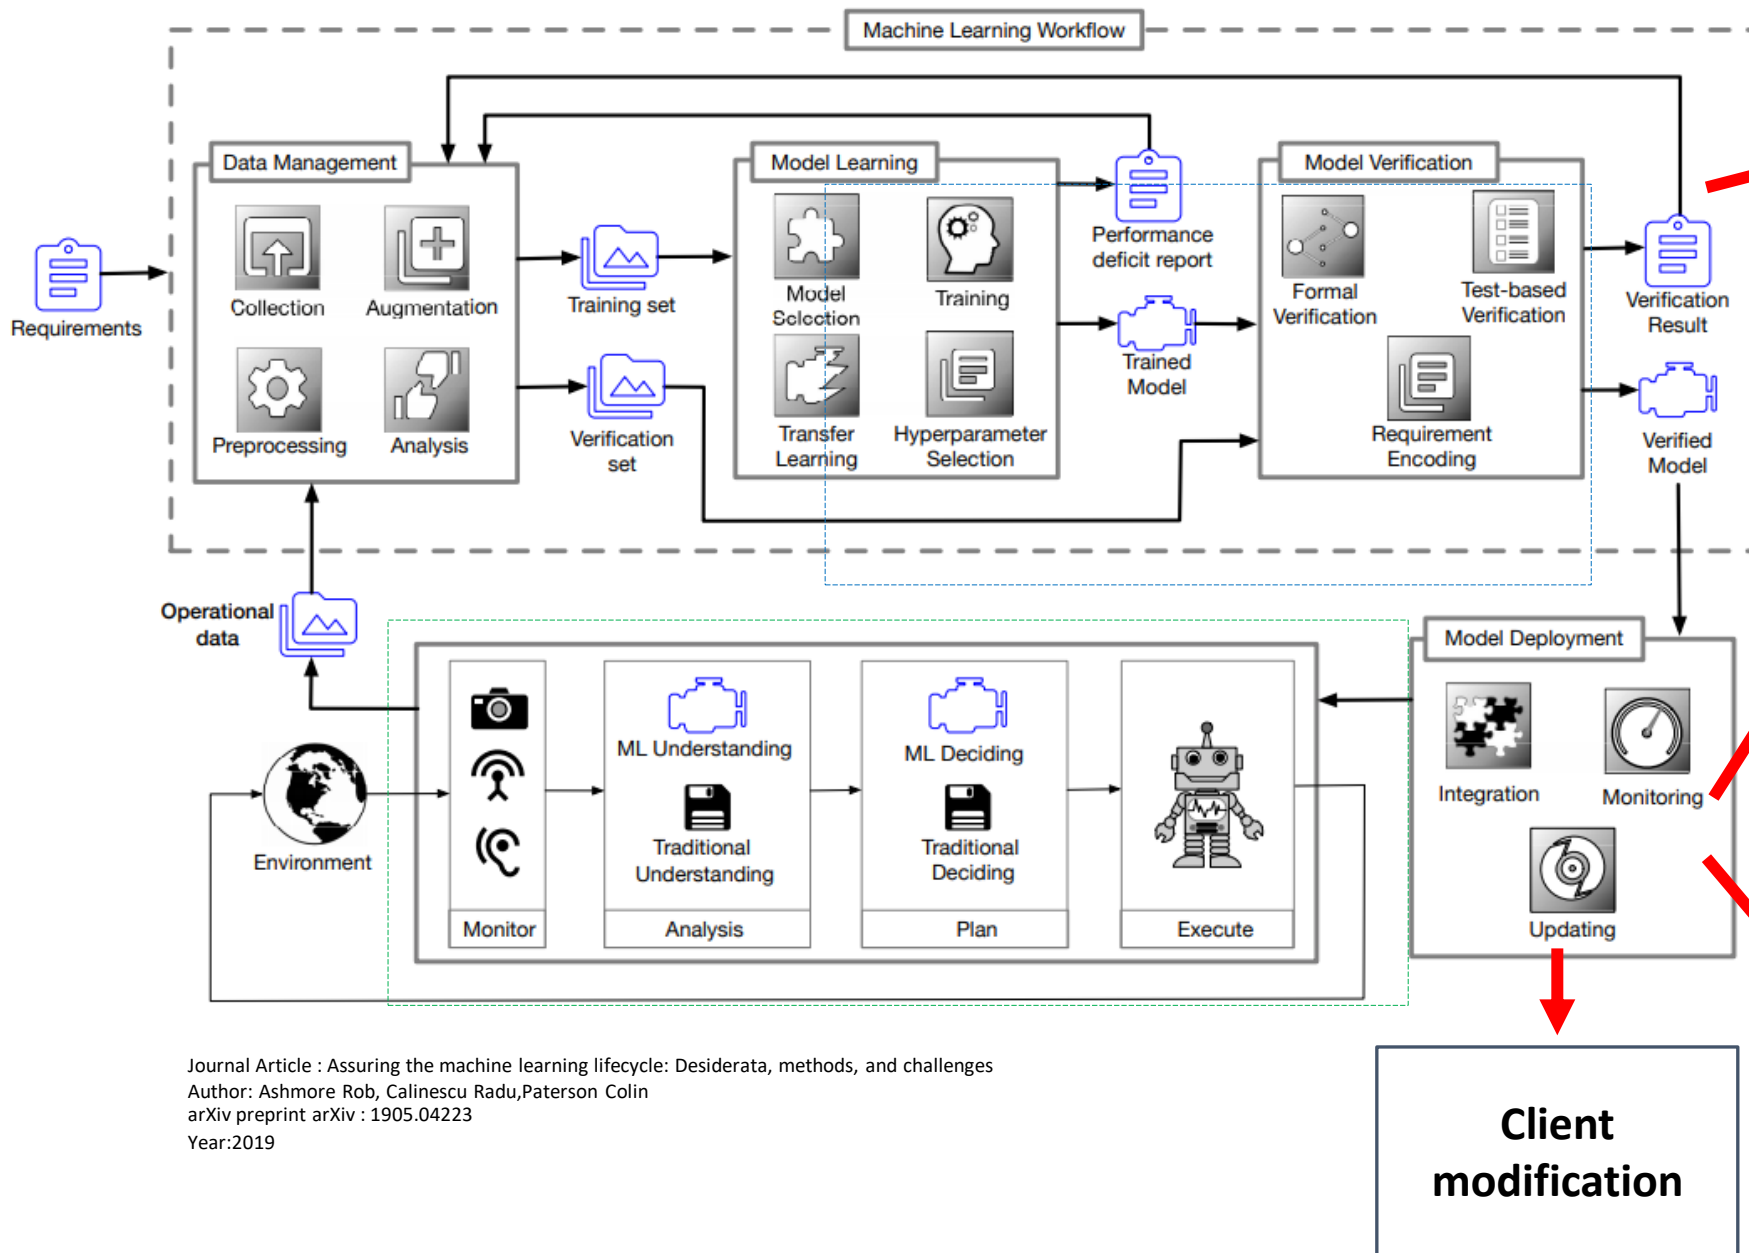 Machine Learning Workflow
Data Management
Model Learning
Model Verification
Requirements
Collection
Augmentation
Preprocessing
Analysis
Training set
Verification
set
Model
Selection
Training
Transfer
Learning
Hyperparameter
Selection
Performance
deficit report
Trained
Model
Formal
Verification
Test-based
Verification
Requirement
Encoding
Verification
Result
Verified
Model
Operational
data
Environment
Monitor
ML Understanding
Traditional
Understanding
Analysis
ML Deciding
Traditional
Deciding
Plan
Execute
Model Deployment
Integration
Monitoring
Updating
Journal Article : Assuring the machine learning lifecycle: Desiderata, methods, and challenges
Author: Ashmore Rob, Calinescu Radu,Paterson Colin
arXiv preprint arXiv : 1905.04223
Year:2019
Client
modification